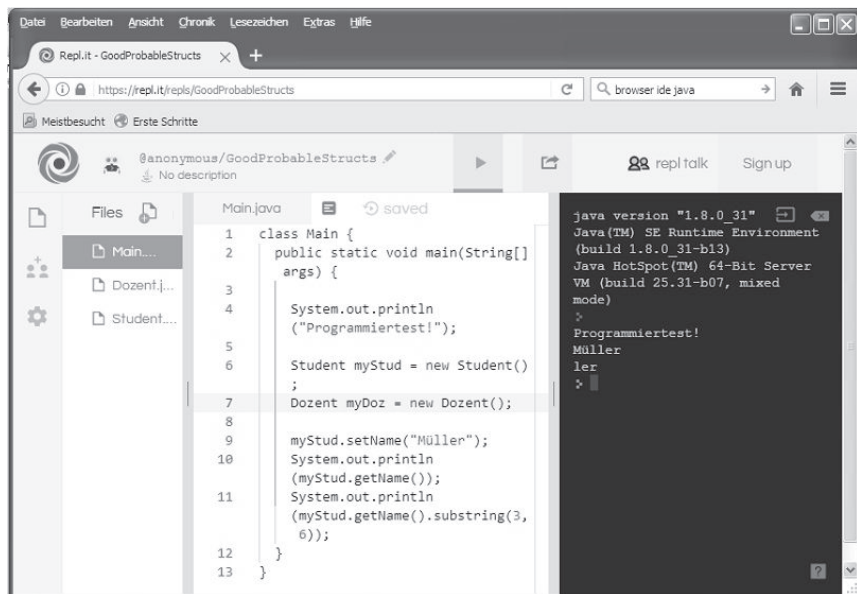 Datei Bearbeiten Ansicht Chronik Lesezeichen Extras Hilfe
Repl.it - GoodProbableStructs
https://repl.it/repls/GoodProbableStructs
browser ide java
Meistbesucht Erste Schritte
@anonymous/GoodProbableStructs
No description
repl talk
Sign up
Files
Main....
Dozent.j...
Student....
Main.java
saved
1 class Main {
2 public static void main(String[]
args) {
3
4 System.out.println
("Programmiertest!");
5
6 Student myStud = new Student()
;
7 Dozent myDoz = new Dozent();
8
9 myStud.setName("Müller");
10 System.out.println
(myStud.getName());
11 System.out.println
(myStud.getName().substring(3,
6));
12 }
13 }
java version "1.8.0_31"
Java(TM) SE Runtime Environment
(build 1.8.0_31-b13)
Java HotSpot(TM) 64-Bit Server
VM (build 25.31-b07, mixed
mode)
>
Programmiertest!
Müller
ler
>
?